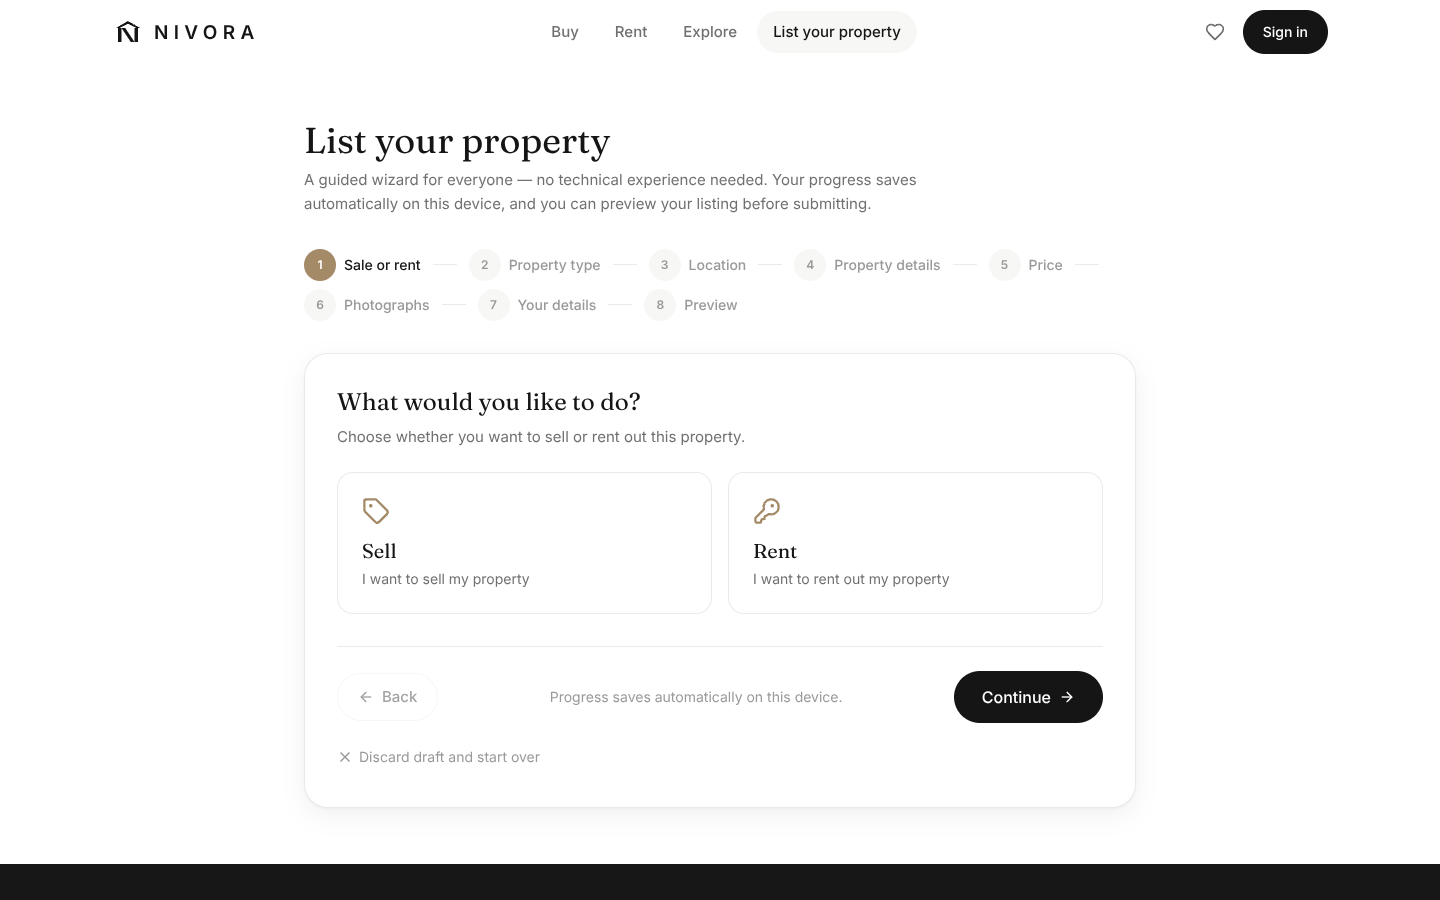 NIVORA
Buy
Rent
Explore
List your property
Sign in
List your property
A guided wizard for everyone — no technical experience needed. Your progress saves
automatically on this device, and you can preview your listing before submitting.
1 Sale or rent
2 Property type
3 Location
4 Property details
5 Price
6 Photographs
7 Your details
8 Preview
What would you like to do?
Choose whether you want to sell or rent out this property.
Sell
I want to sell my property
Rent
I want to rent out my property
Back
Progress saves automatically on this device.
Continue
Discard draft and start over